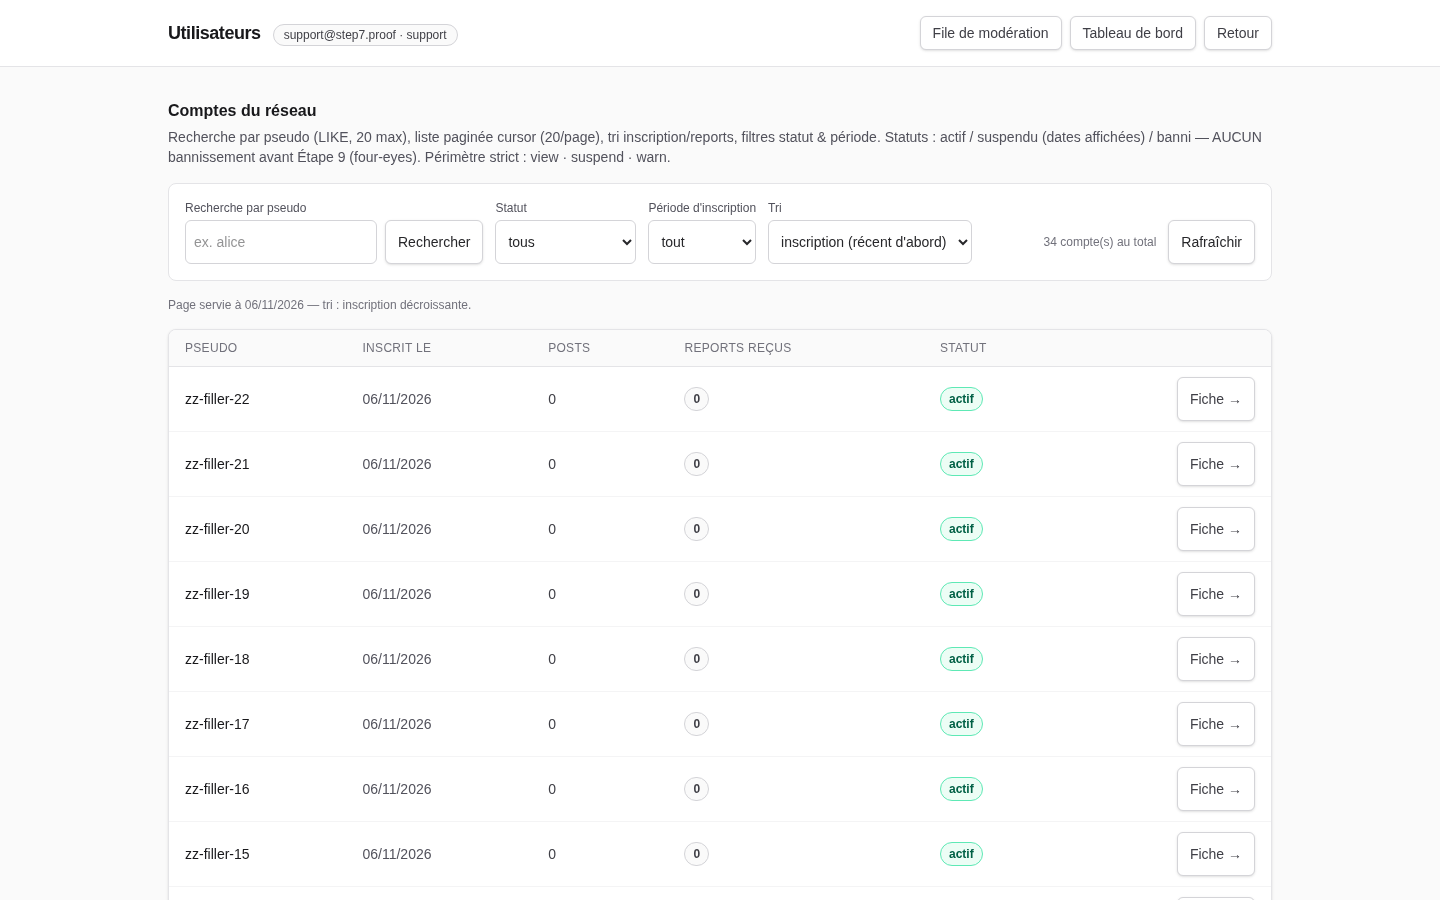 Utilisateurs support@step7.proof · support File de modération Tableau de bord Retour
Comptes du réseau
Recherche par pseudo (LIKE, 20 max), liste paginée cursor (20/page), tri inscription/reports, filtres statut & période. Statuts : actif / suspendu (dates affichées) / banni — AUCUN
bannissement avant Étape 9 (four-eyes). Périmètre strict : view · suspend · warn.
Recherche par pseudo Statut Période d'inscription Tri
ex. alice Rechercher tous tout inscription (récent d'abord) 34 compte(s) au total Rafraîchir
Page servie à 06/11/2026 — tri : inscription décroissante.
PSEUDO INSCRIT LE POSTS REPORTS REÇUS STATUT
zz-filler-22 06/11/2026 0 0 actif Fiche →
zz-filler-21 06/11/2026 0 0 actif Fiche →
zz-filler-20 06/11/2026 0 0 actif Fiche →
zz-filler-19 06/11/2026 0 0 actif Fiche →
zz-filler-18 06/11/2026 0 0 actif Fiche →
zz-filler-17 06/11/2026 0 0 actif Fiche →
zz-filler-16 06/11/2026 0 0 actif Fiche →
zz-filler-15 06/11/2026 0 0 actif Fiche →